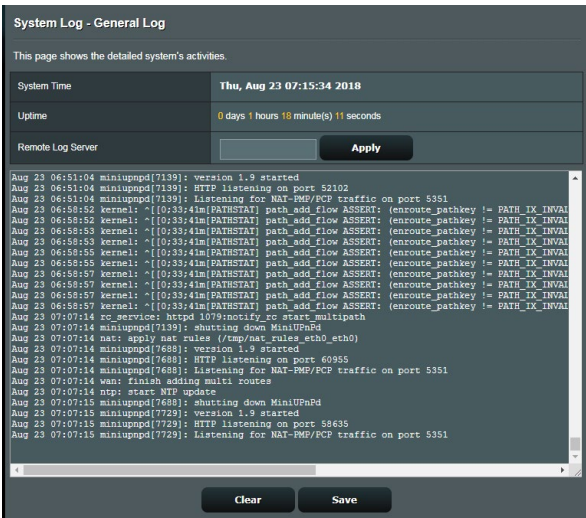 System Log - General Log
This page shows the detailed system's activities.
System Time Thu, Aug 23 07:15:34 2018
Uptime 0 days 1 hours 18 minute(s) 11 seconds
Remote Log Server Apply
Aug 23 06:51:04 miniupnpd[7139]: version 1.9 started
Aug 23 06:51:04 miniupnpd[7139]: HTTP listening on port 52102
Aug 23 06:51:04 miniupnpd[7139]: Listening for NAT-PMP/PCP traffic on port 5351
Aug 23 06:58:52 kernel: ^[[0;33;41m[PATHSTAT] path_add_flow ASSERT: (enroute_pathkey != PATH_IX_INVAL
Aug 23 06:58:52 kernel: ^[[0;33;41m[PATHSTAT] path_add_flow ASSERT: (enroute_pathkey != PATH_IX_INVAL
Aug 23 06:58:53 kernel: ^[[0;33;41m[PATHSTAT] path_add_flow ASSERT: (enroute_pathkey != PATH_IX_INVAL
Aug 23 06:58:53 kernel: ^[[0;33;41m[PATHSTAT] path_add_flow ASSERT: (enroute_pathkey != PATH_IX_INVAL
Aug 23 06:58:55 kernel: ^[[0;33;41m[PATHSTAT] path_add_flow ASSERT: (enroute_pathkey != PATH_IX_INVAL
Aug 23 06:58:55 kernel: ^[[0;33;41m[PATHSTAT] path_add_flow ASSERT: (enroute_pathkey != PATH_IX_INVAL
Aug 23 06:58:57 kernel: ^[[0;33;41m[PATHSTAT] path_add_flow ASSERT: (enroute_pathkey != PATH_IX_INVAL
Aug 23 06:58:57 kernel: ^[[0;33;41m[PATHSTAT] path_add_flow ASSERT: (enroute_pathkey != PATH_IX_INVAL
Aug 23 06:58:57 kernel: ^[[0;33;41m[PATHSTAT] path_add_flow ASSERT: (enroute_pathkey != PATH_IX_INVAL
Aug 23 06:58:57 kernel: ^[[0;33;41m[PATHSTAT] path_add_flow ASSERT: (enroute_pathkey != PATH_IX_INVAL
Aug 23 07:07:14 rc_service: httpd 1079:notify_rc start_multipath
Aug 23 07:07:14 miniupnpd[7139]: shutting down MiniUPnPd
Aug 23 07:07:14 nat: apply nat rules (/tmp/nat_rules_eth0_eth0)
Aug 23 07:07:14 miniupnpd[7688]: version 1.9 started
Aug 23 07:07:14 miniupnpd[7688]: HTTP listening on port 60955
Aug 23 07:07:14 miniupnpd[7688]: Listening for NAT-PMP/PCP traffic on port 5351
Aug 23 07:07:14 wan: finish adding multi routes
Aug 23 07:07:14 ntp: start NTP update
Aug 23 07:07:15 miniupnpd[7688]: shutting down MiniUPnPd
Aug 23 07:07:15 miniupnpd[7729]: version 1.9 started
Aug 23 07:07:15 miniupnpd[7729]: HTTP listening on port 58635
Aug 23 07:07:15 miniupnpd[7729]: Listening for NAT-PMP/PCP traffic on port 5351
Clear Save